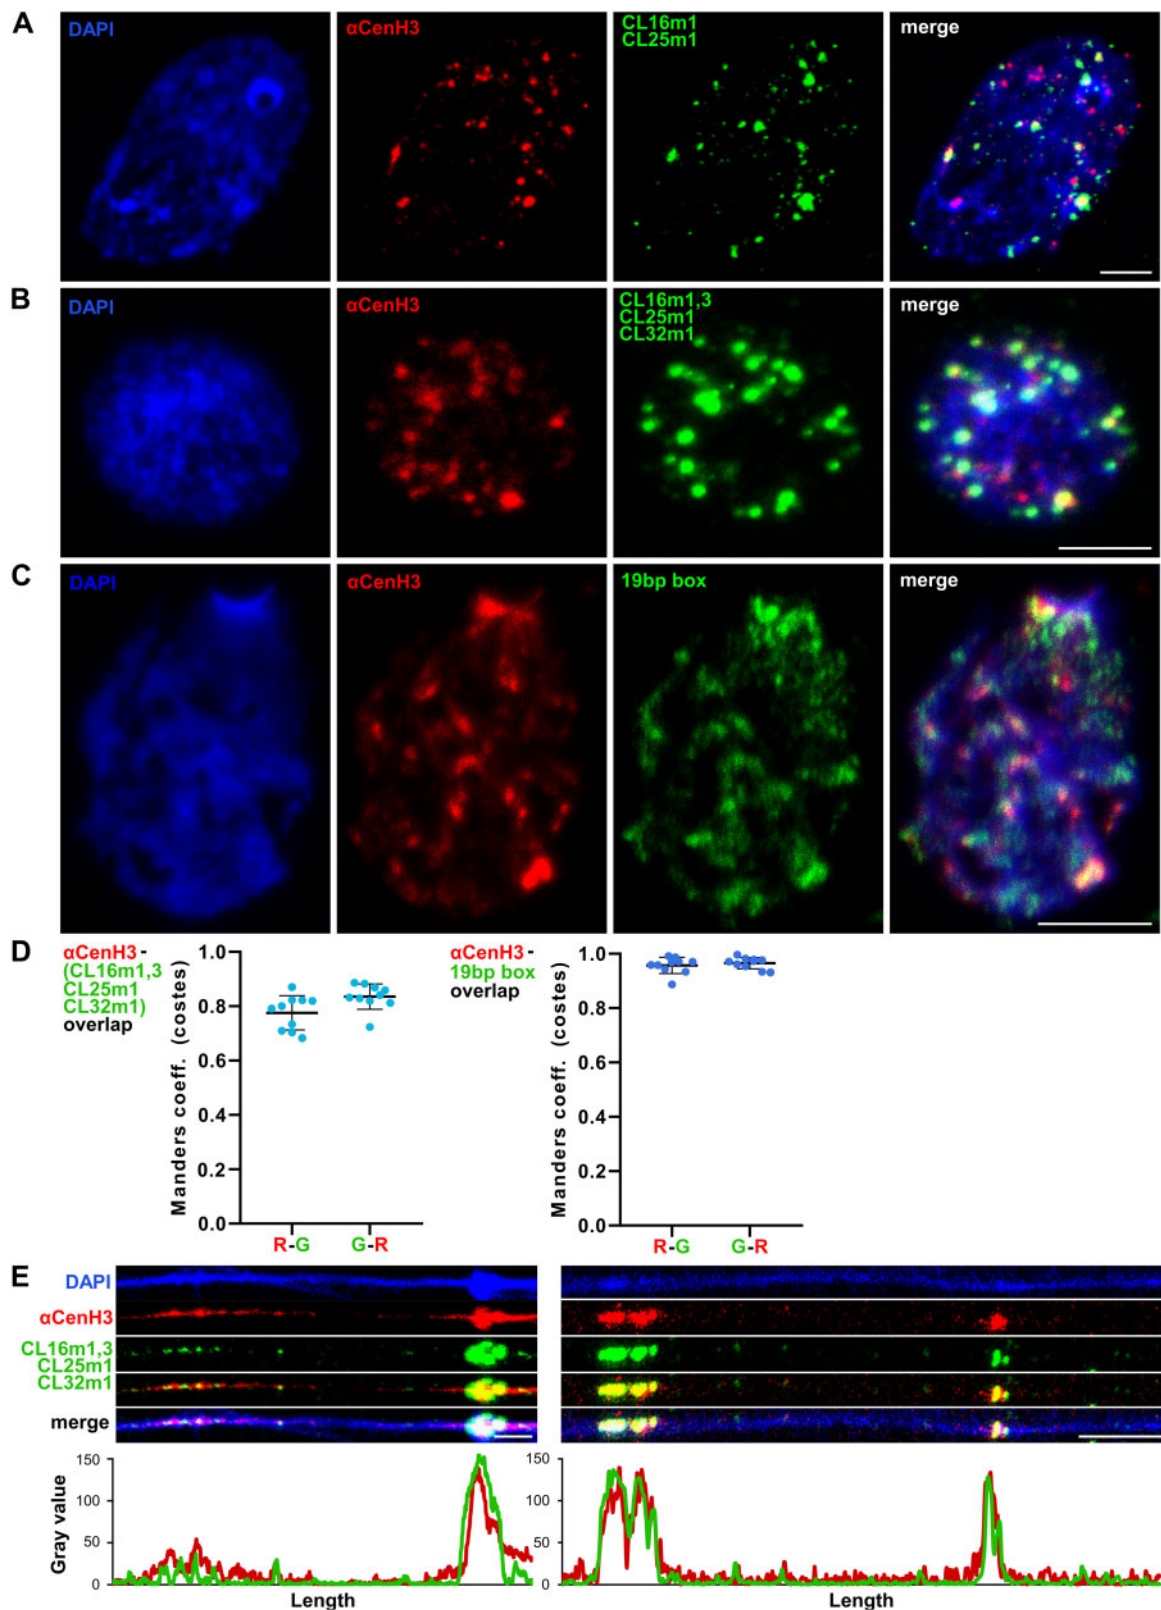 A
DAPI
αCenH3
CL16m1
CL25m1
merge
B
DAPI
αCenH3
CL16m1,3
CL25m1
CL32m1
merge
C
DAPI
αCenH3
19bp box
merge
D
αCenH3 -
(CL16m1,3
CL25m1
CL32m1)
overlap
Manders coeff. (costes)
1.0
0.8
0.6
0.4
0.2
0.0
R-G
G-R
αCenH3 -
19bp box
overlap
Manders coeff. (costes)
1.0
0.8
0.6
0.4
0.2
0.0
R-G
G-R
E
DAPI
αCenH3
CL16m1,3
CL25m1
CL32m1
merge
Gray value
150
100
50
0
Length
150
100
50
0
Length